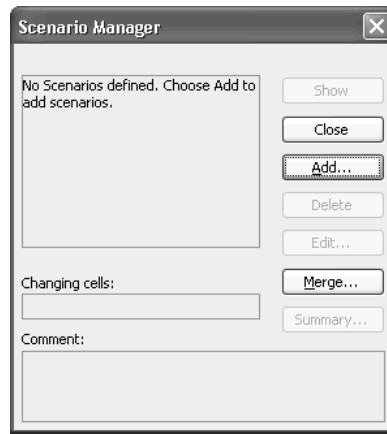 Scenario Manager
No Scenarios defined. Choose Add to
add scenarios.
Show
Close
Add...
Delete
Edit...
Changing cells:
Merge...
Summary...
Comment: